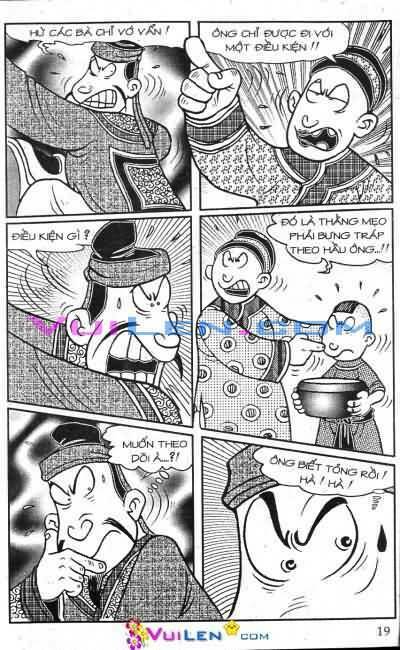 HỪ CÁC BÀ CHỈ VỚ VẨN!
ÔNG CHỈ ĐƯỢC ĐI VỚI
MỘT ĐIỀU KIỆN!!
ĐIỀU KIỆN GÌ?
ĐÓ LÀ THẰNG MẸO
PHẢI BƯNG TRÁP
THEO HẦU ÔNG...!!
VUILEN.COM
MUỐN THEO
DÕI À...?!
ÔNG BIẾT TỎNG RỒI!
HÀ! HÀ!
19
VUILEN.COM